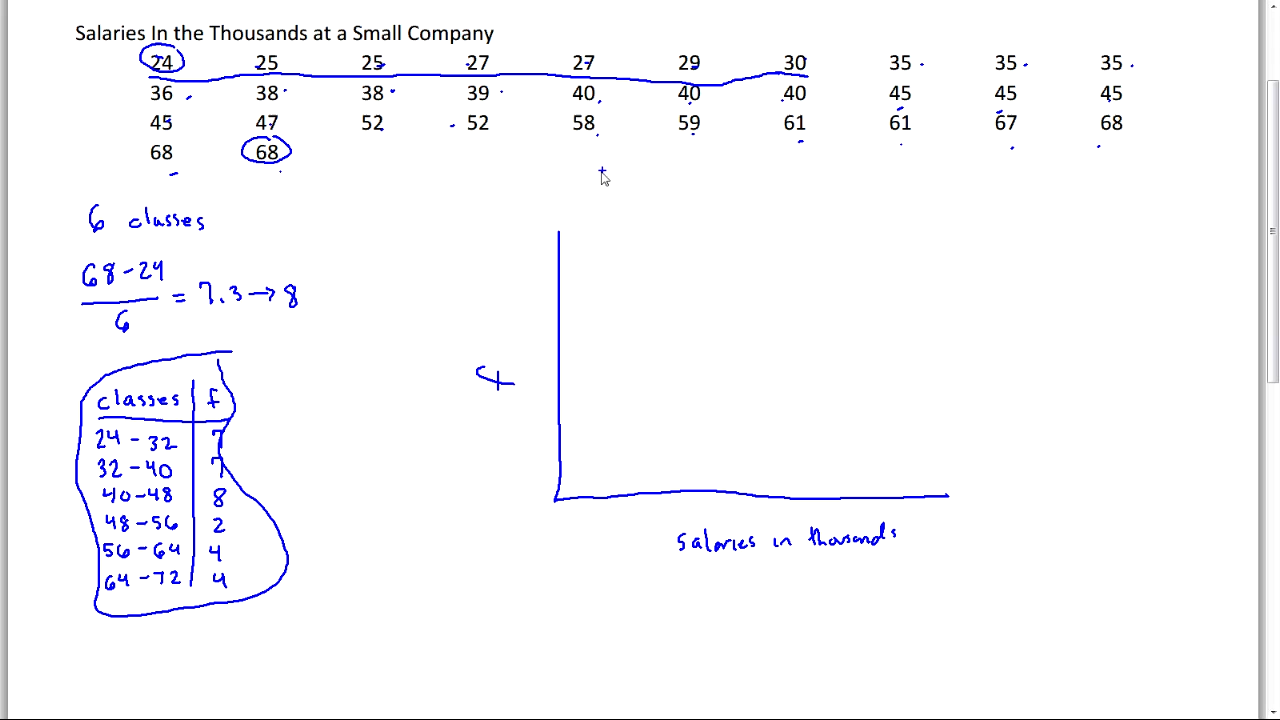 Salaries In the Thousands at a Small Company
24 25 25 27 27 29 30 35 35 35
36 38 38 39 40 40 40 45 45 45
45 47 52 52 58 59 61 61 67 68
68 68
6 classes
68-24
6
= 7.3 → 8
classes f
24-32 7
32-40 7
40-48 8
48-56 2
56-64 4
64-72 4
f
Salaries in thousands